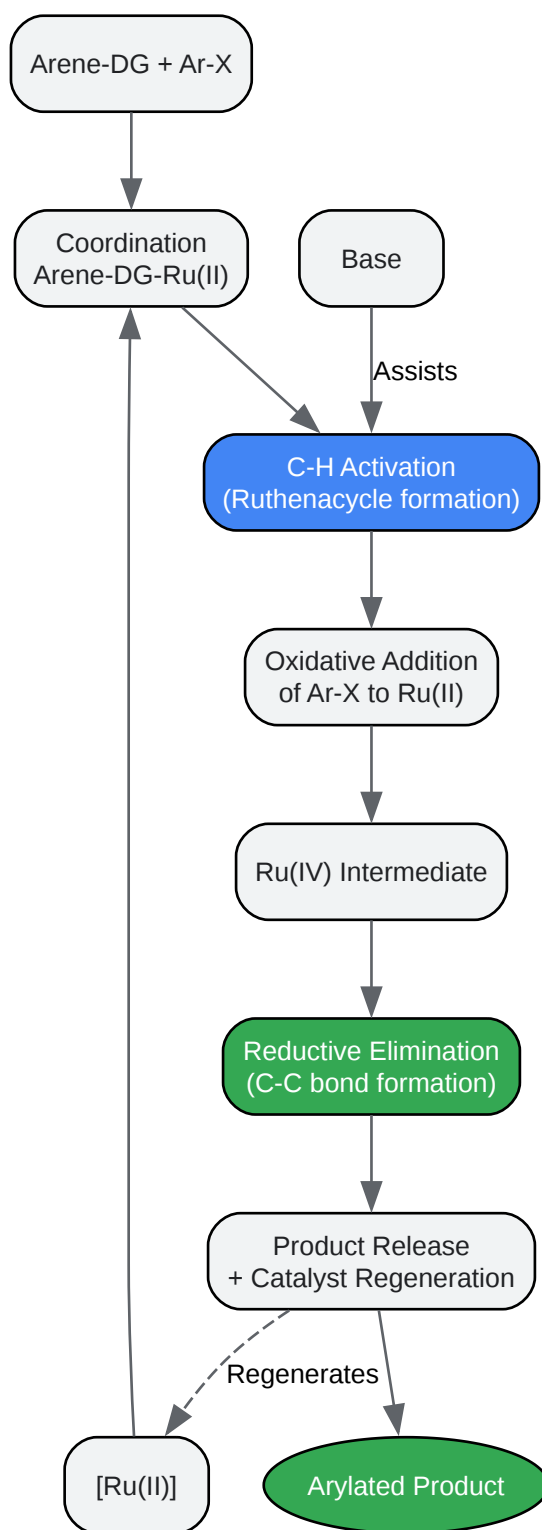 Arene-DG + Ar-X
Coordination
Arene-DG-Ru(II)
Base
Assists
C-H Activation
(Ruthenacycle formation)
Oxidative Addition
of Ar-X to Ru(II)
Ru(IV) Intermediate
Reductive Elimination
(C-C bond formation)
Product Release
+ Catalyst Regeneration
Regenerates
[Ru(II)]
Arylated Product